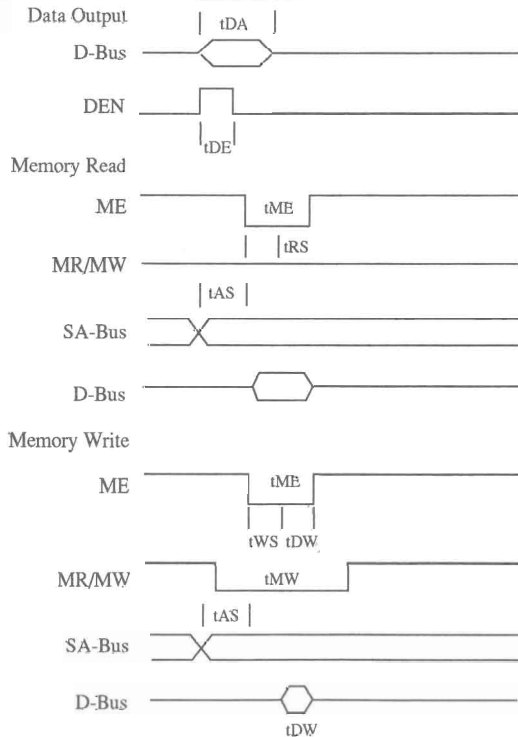 Data Output
tDA
D-Bus
DEN
tDE
Memory Read
ME
tME
tRS
MR/MW
tAS
SA-Bus
D-Bus
Memory Write
ME
tME
tWS tDW
MR/MW
tMW
tAS
SA-Bus
D-Bus
tDW